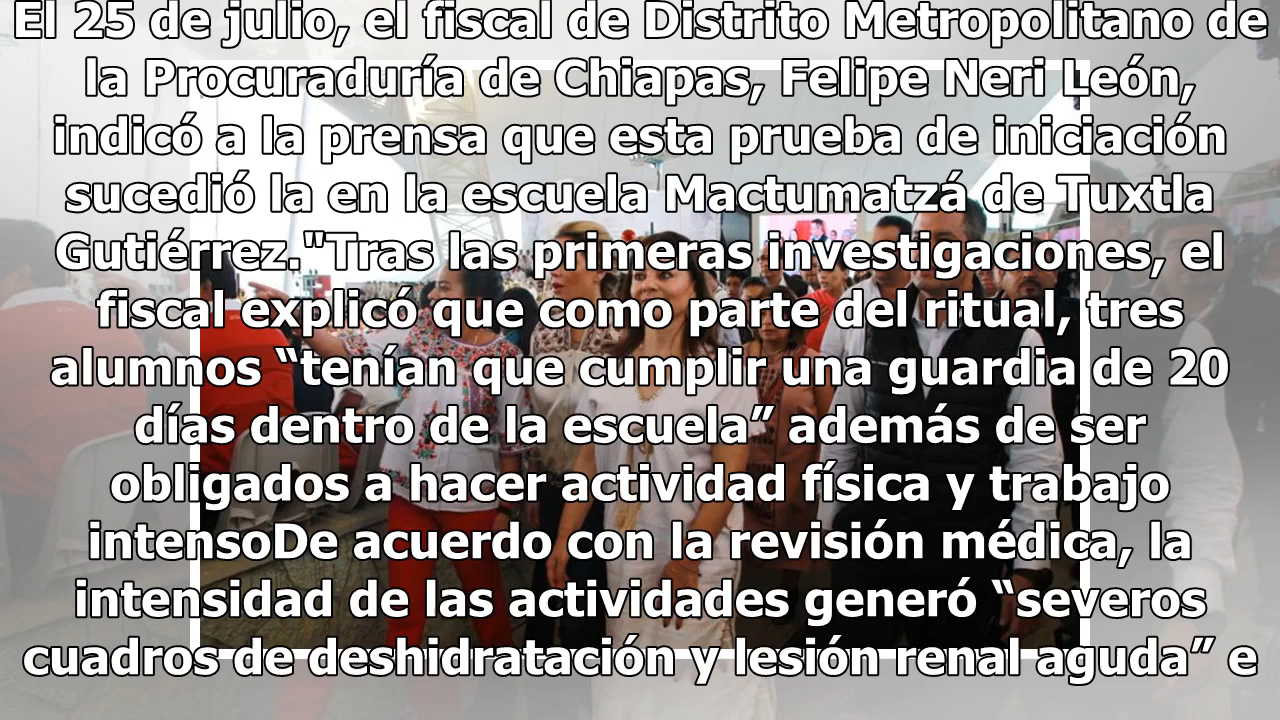 El 25 de julio, el fiscal de Distrito Metropolitano de
la Procuraduría de Chiapas, Felipe Neri León,
indicó a la prensa que esta prueba de iniciación
sucedió la en la escuela Mactumatzá de Tuxtla
Gutiérrez."Tras las primeras investigaciones, el
fiscal explicó que como parte del ritual, tres
alumnos “tenían que cumplir una guardia de 20
días dentro de la escuela” además de ser
obligados a hacer actividad física y trabajo
intensoDe acuerdo con la revisión médica, la
intensidad de las actividades generó “severos
cuadros de deshidratación y lesión renal aguda” e